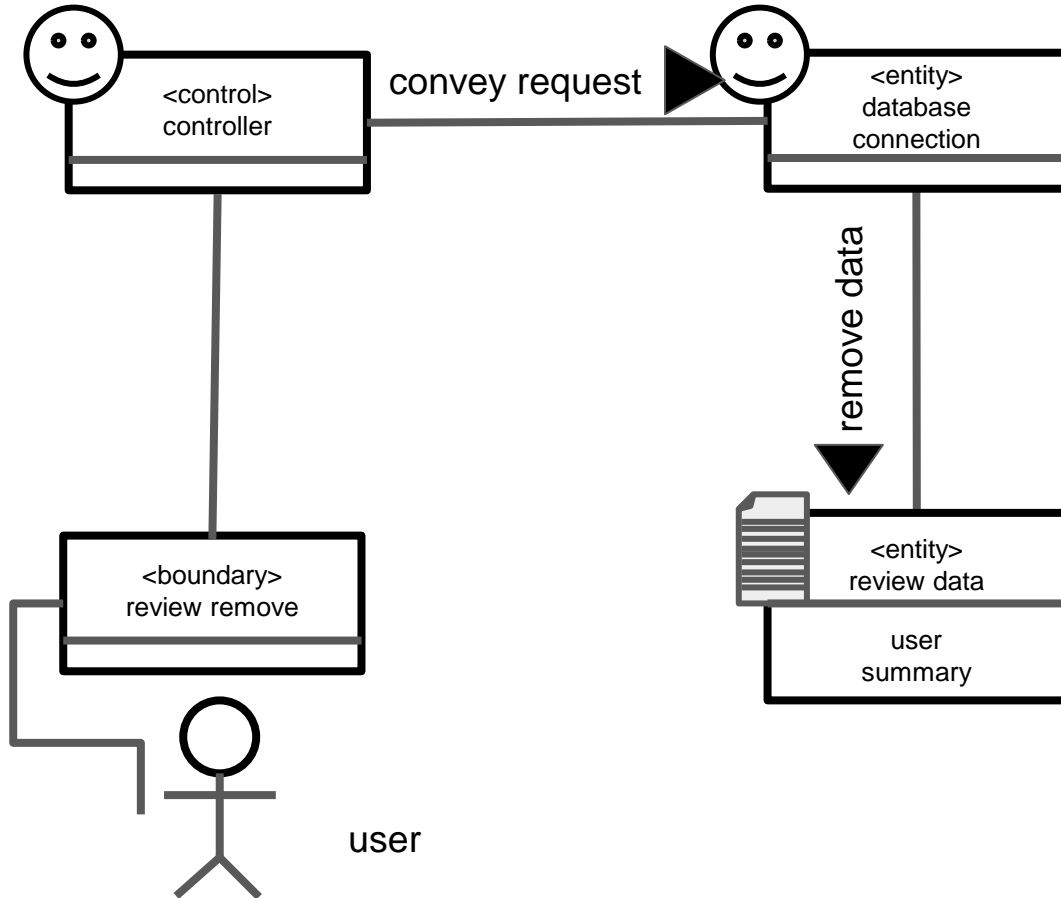 <control>
controller
convey request
<entity>
database
connection
remove data
<boundary>
review remove
<entity>
review data
user
summary
user